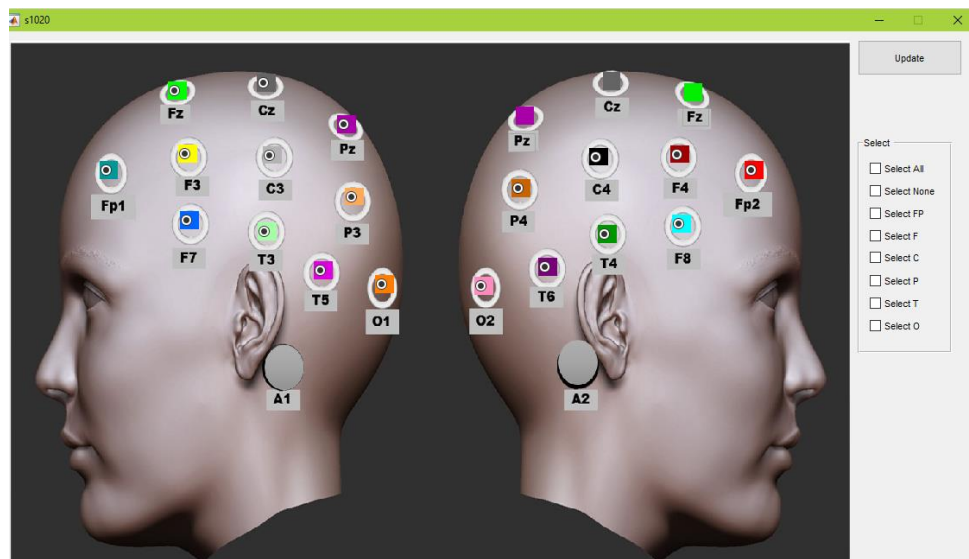 s1020
Update
Fz
Cz
Pz
Fp1
F3
C3
P3
F7
T3
T5
O1
A1
Cz
Fz
Pz
C4
F4
Fp2
P4
T4
F8
T6
O2
A2
Select
Select All
Select None
Select FP
Select F
Select C
Select P
Select T
Select O